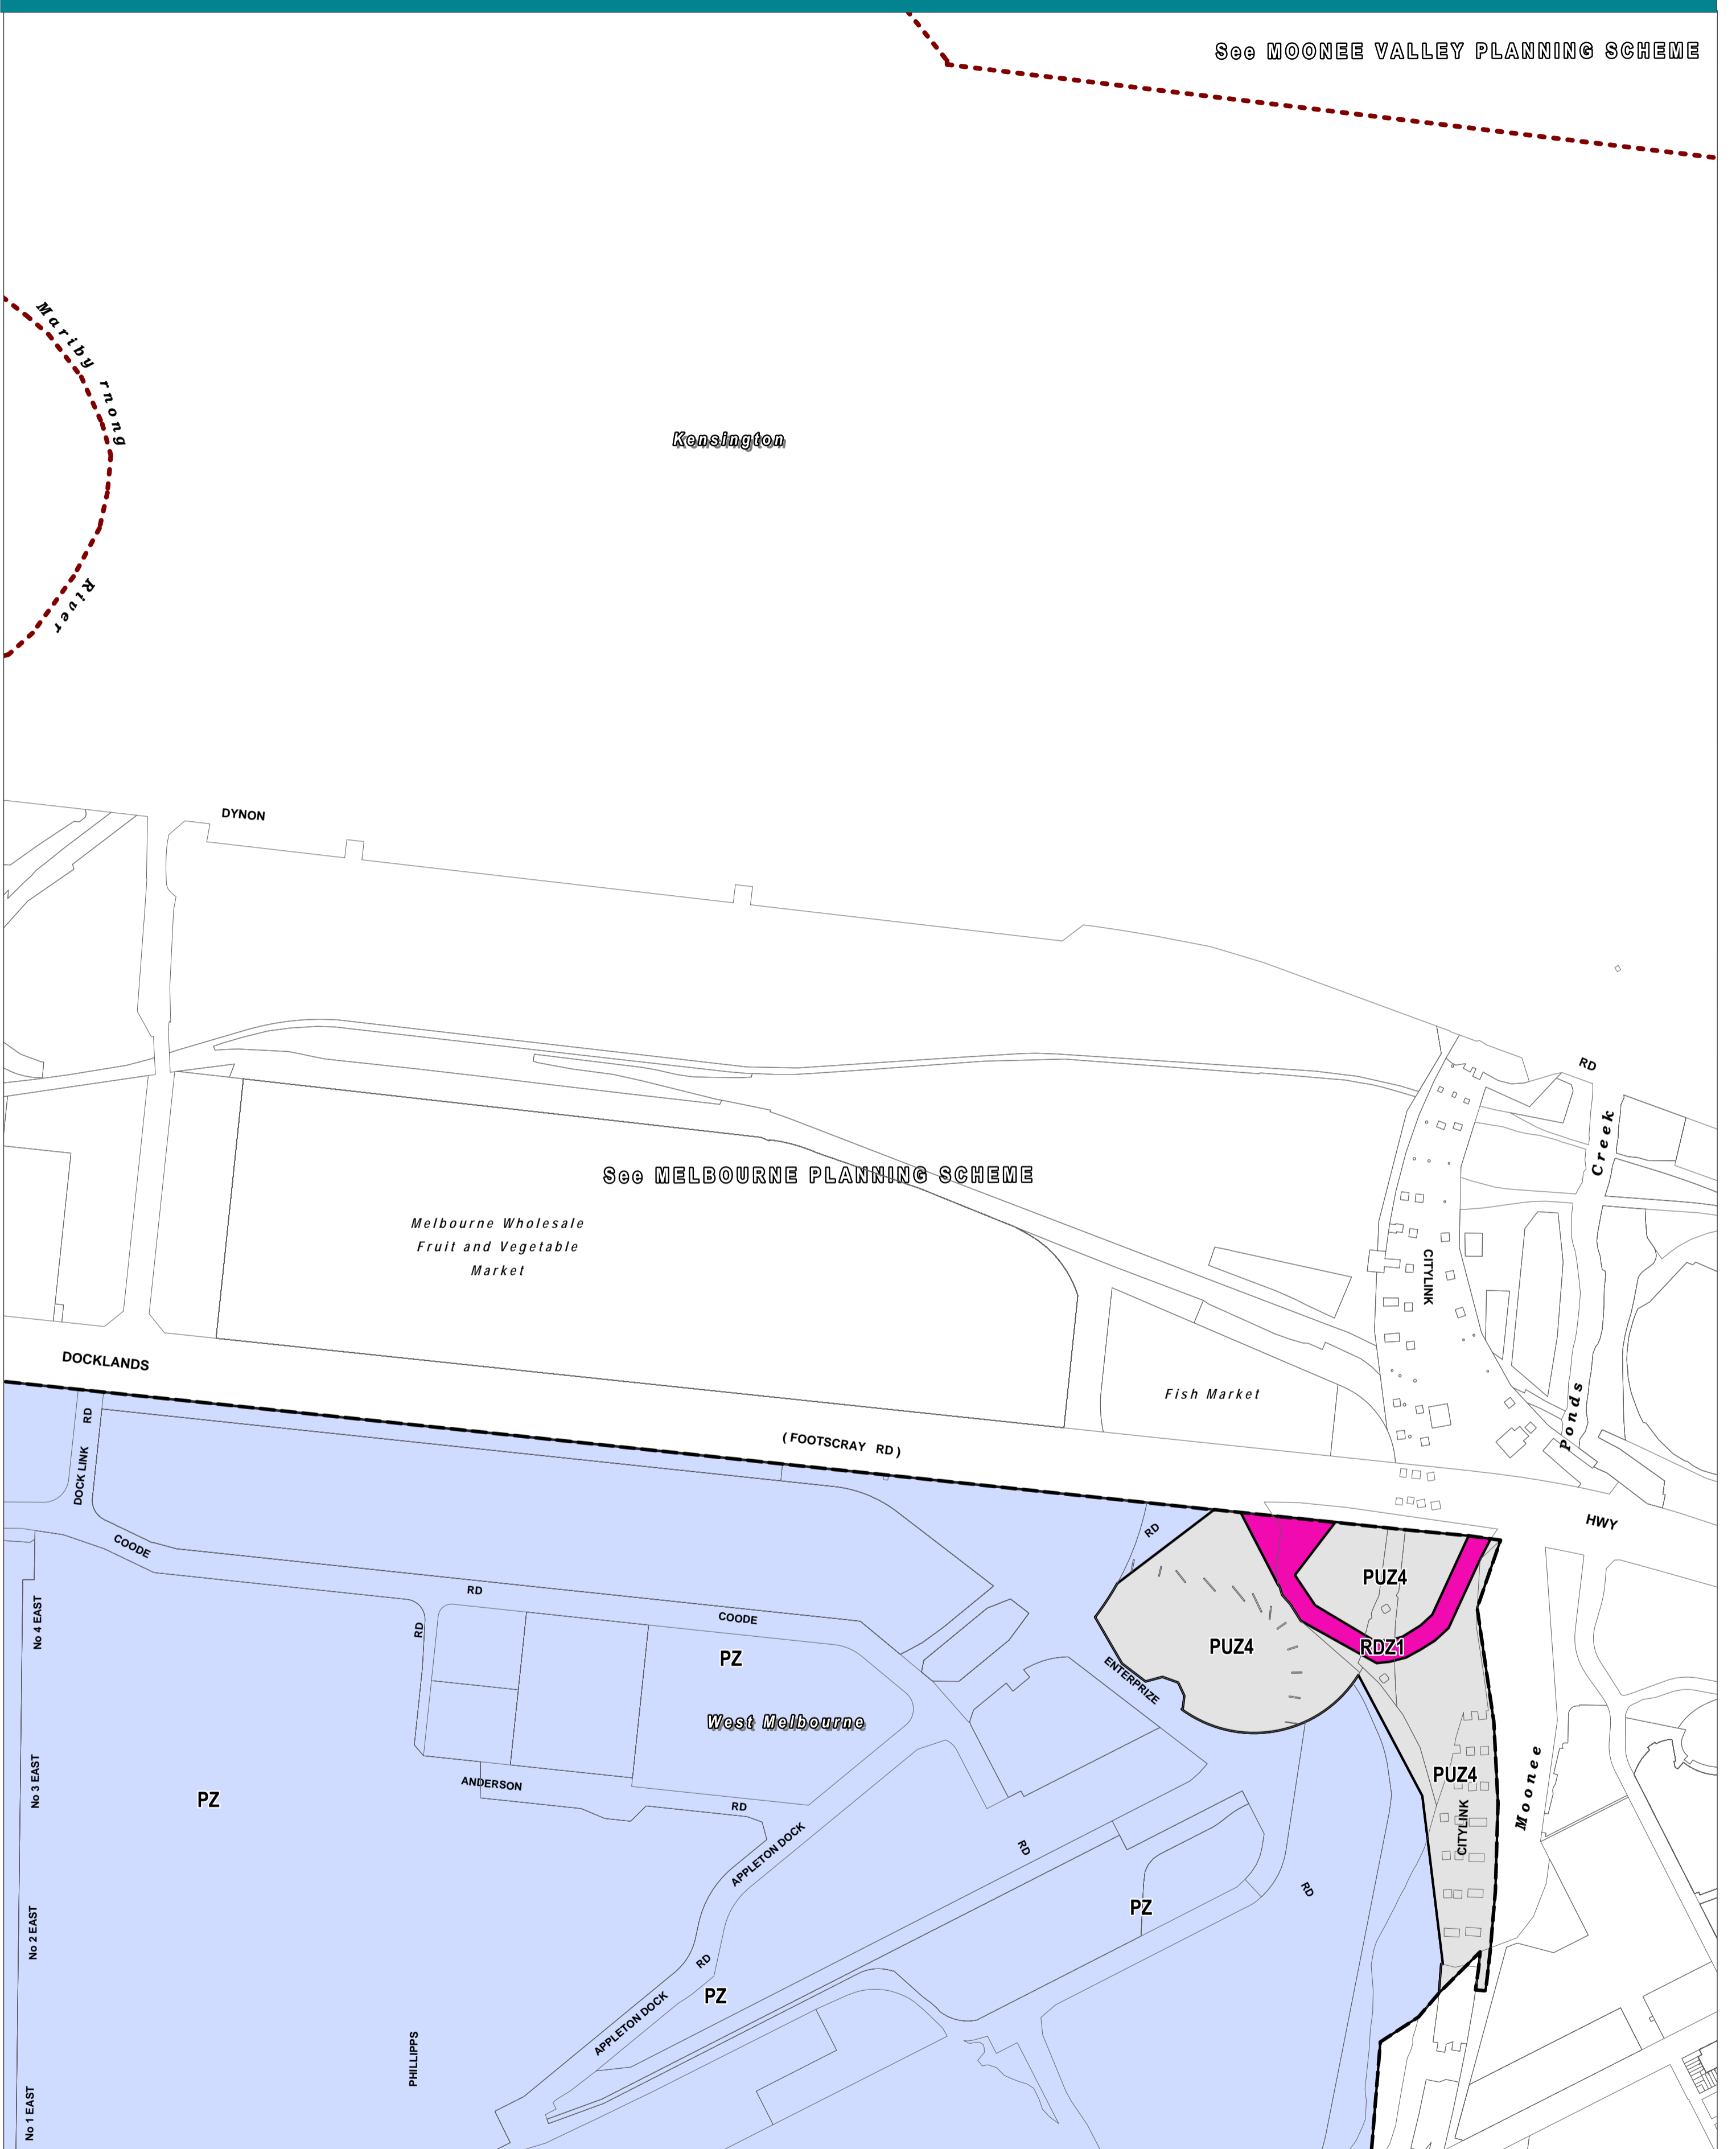 See MOONEE VALLEY PLANNING SCHEME
Mariby rnong
River
Kensington
DYNON
RD
Creek
See MELBOURNE PLANNING SCHEME
Melbourne Wholesale
Fruit and Vegetable
Market
CITYLINK
DOCKLANDS
Fish Market
Ponds
RD
DOCK LINK
( FOOTSCRAY RD )
HWY
COODE
RD
RD
COODE
RD
PUZ4
PUZ4
RDZ1
No 4 EAST
PZ
ENTERPRIZE
West Melbourne
No 3 EAST
PZ
ANDERSON
RD
PUZ4
CITYLINK
Moonee
APPLETON DOCK
RD
RD
PZ
No 2 EAST
RD
PZ
APPLETON DOCK
PHILLIPPS
No 1 EAST